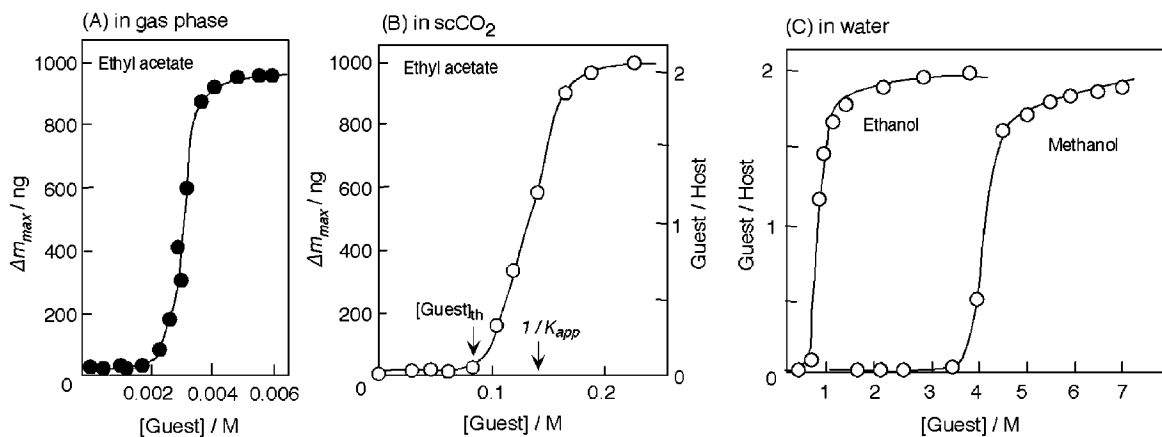 (A) in gas phase
Ethyl acetate
1000
800
600
400
200
0
Δm_max / ng
0.002 0.004 0.006
[Guest] / M
(B) in scCO₂
Ethyl acetate
1000
800
600
400
200
0
Δm_max / ng
[Guest]th
1 / K_app
2
1
0
Guest / Host
0.1 0.2
[Guest] / M
(C) in water
2
1
0
Guest / Host
Ethanol
Methanol
1 2 3 4 5 6 7
[Guest] / M